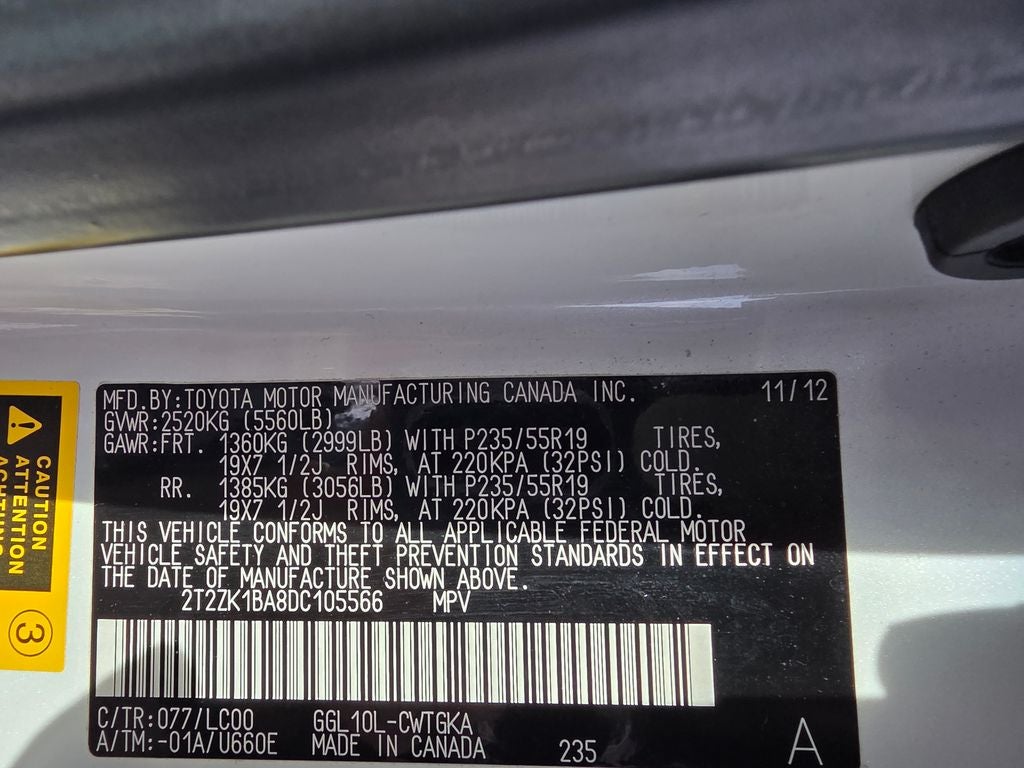 MFD.BY:TOYOTA MOTOR MANUFACTURING CANADA INC. 11/12
GVWR:2520KG (5560LB)
GAWR:FRT. 1360KG (2999LB) WITH P235/55R19 TIRES,
19X7 1/2J RIMS, AT 220KPA (32PSI) COLD.
RR. 1385KG (3056LB) WITH P235/55R19 TIRES,
19X7 1/2J RIMS, AT 220KPA (32PSI) COLD.
THIS VEHICLE CONFORMS TO ALL APPLICABLE FEDERAL MOTOR
VEHICLE SAFETY AND THEFT PREVENTION STANDARDS IN EFFECT ON
THE DATE OF MANUFACTURE SHOWN ABOVE.
2T2ZK1BA8DC105566 MPV
C/TR:077/LC00 GGL10L-CWTGKA
A/TM:-01A/U660E MADE IN CANADA 235 A
CAUTION
ATTENTION
3